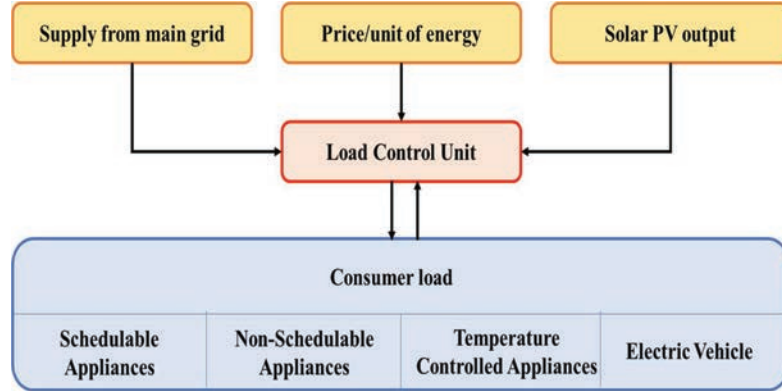 Supply from main grid
Price/unit of energy
Solar PV output
Load Control Unit
Consumer load
Schedulable
Appliances
Non-Schedulable
Appliances
Temperature
Controlled Appliances
Electric Vehicle